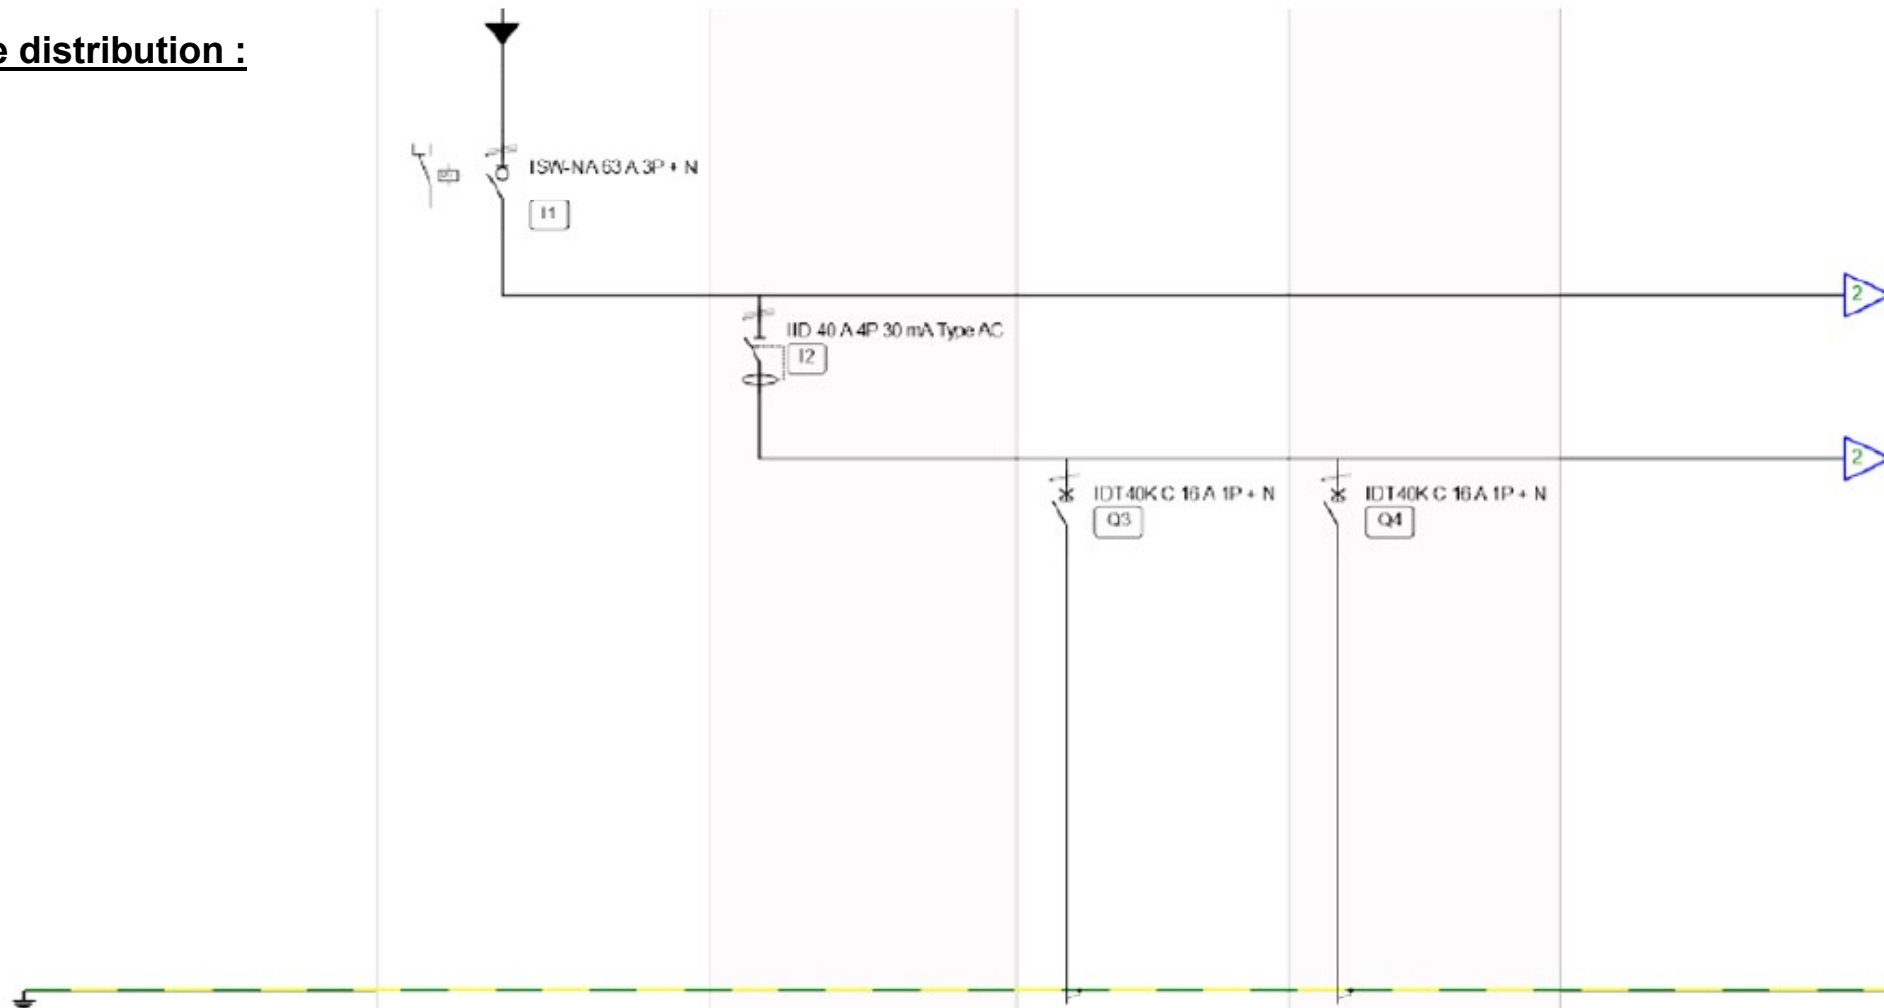 e distribution :
ISW-NA 63 A 3P + N
I1
2
IID 40 A 4P 30 mA Type AC
I2
2
IDT40K C 16 A 1P + N
IDT40K C 16 A 1P + N
Q3
Q4